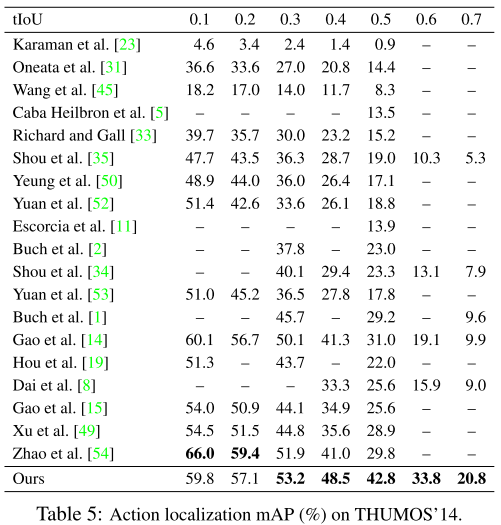 tIoU 0.1 0.2 0.3 0.4 0.5 0.6 0.7
Karaman et al. [23] 4.6 3.4 2.4 1.4 0.9 – –
Oneata et al. [31] 36.6 33.6 27.0 20.8 14.4 – –
Wang et al. [45] 18.2 17.0 14.0 11.7 8.3 – –
Caba Heilbron et al. [5] – – – – 13.5 – –
Richard and Gall [33] 39.7 35.7 30.0 23.2 15.2 – –
Shou et al. [35] 47.7 43.5 36.3 28.7 19.0 10.3 5.3
Yeung et al. [50] 48.9 44.0 36.0 26.4 17.1 – –
Yuan et al. [52] 51.4 42.6 33.6 26.1 18.8 – –
Escorcia et al. [11] – – – – 13.9 – –
Buch et al. [2] – – 37.8 – 23.0 – –
Shou et al. [34] – – 40.1 29.4 23.3 13.1 7.9
Yuan et al. [53] 51.0 45.2 36.5 27.8 17.8 – –
Buch et al. [1] – – 45.7 – 29.2 – 9.6
Gao et al. [14] 60.1 56.7 50.1 41.3 31.0 19.1 9.9
Hou et al. [19] 51.3 – 43.7 – 22.0 – –
Dai et al. [8] – – – 33.3 25.6 15.9 9.0
Gao et al. [15] 54.0 50.9 44.1 34.9 25.6 – –
Xu et al. [49] 54.5 51.5 44.8 35.6 28.9 – –
Zhao et al. [54] 66.0 59.4 51.9 41.0 29.8 – –
Ours 59.8 57.1 53.2 48.5 42.8 33.8 20.8
Table 5: Action localization mAP (%) on THUMOS'14.